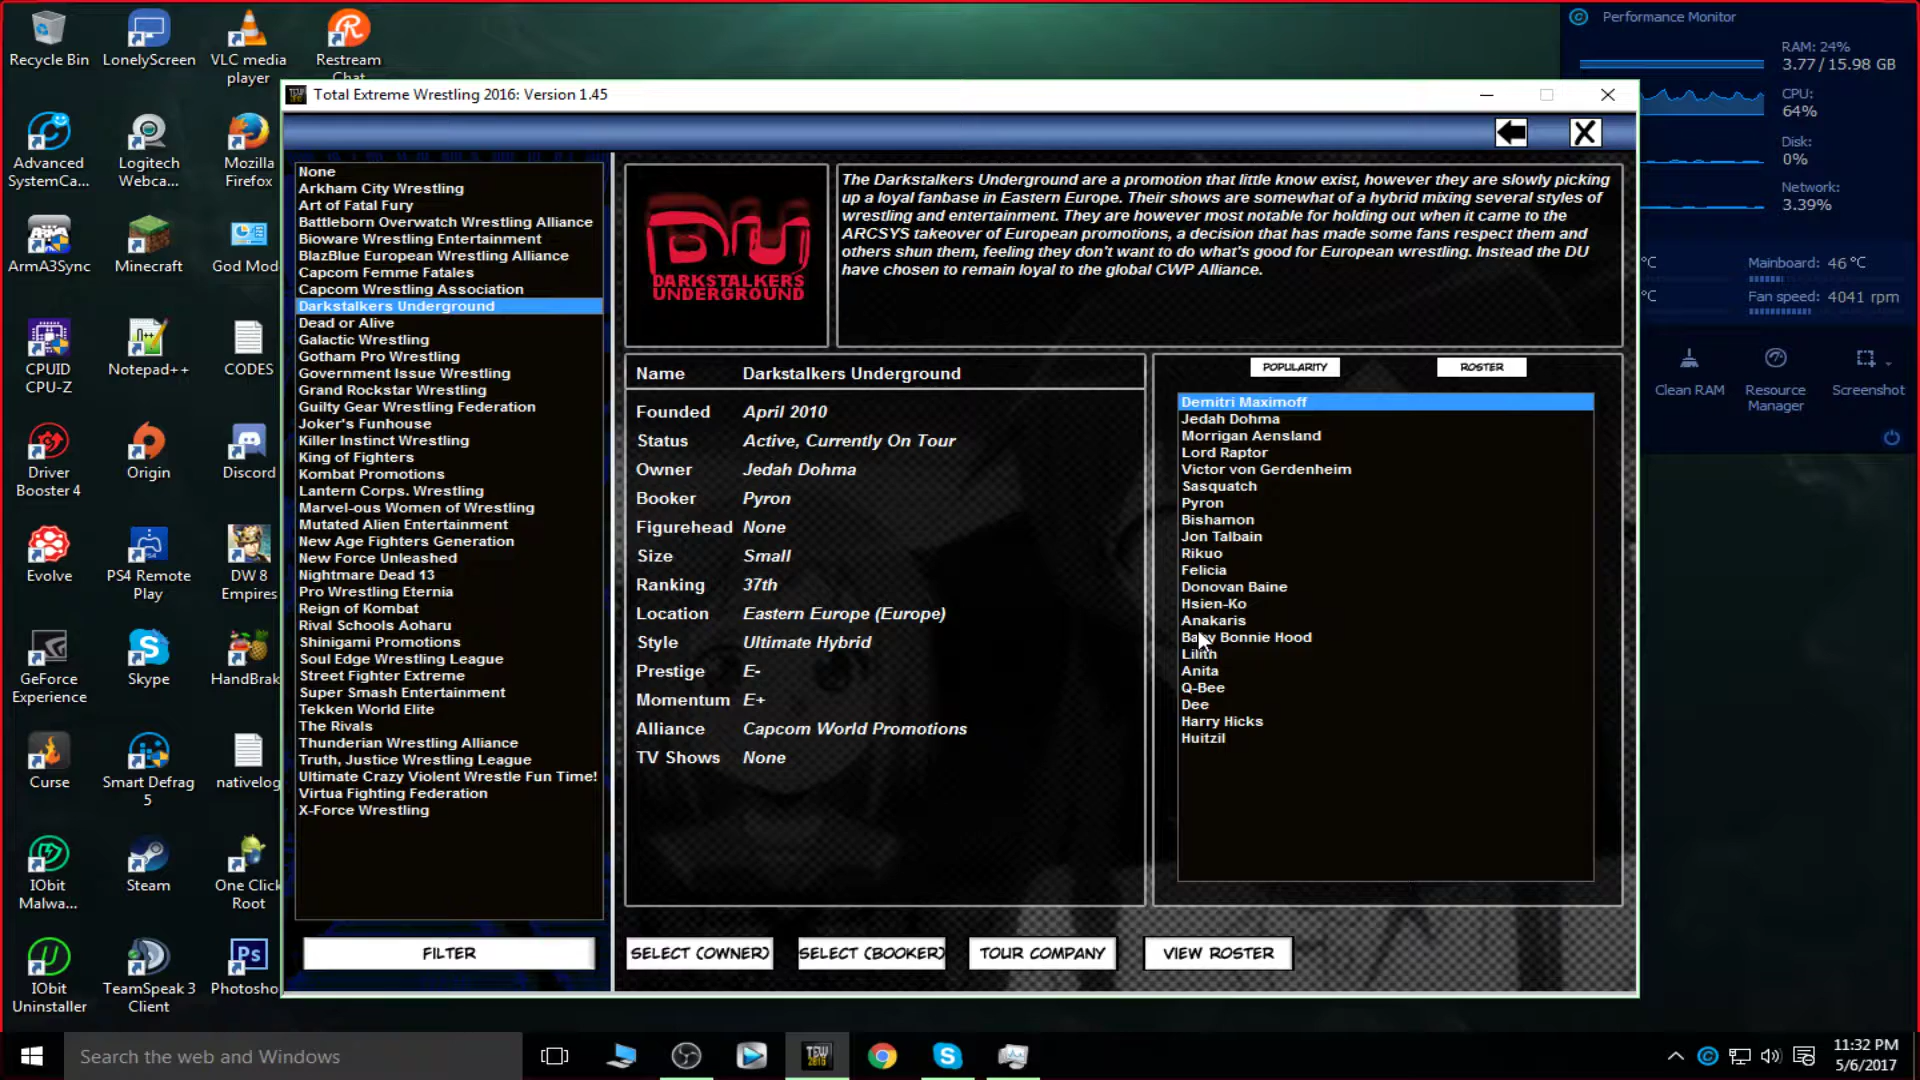 Recycle Bin
LonelyScreen
VLC media
player
Restream
Chat
Advanced
SystemCa...
Logitech
Webca...
Mozilla
Firefox
ArmA3Sync
Minecraft
God Mod
CPUID
CPU-Z
Notepad++
CODES
Driver
Booster 4
Origin
Discord
Evolve
PS4 Remote
Play
DW 8
Empires
GeForce
Experience
Skype
HandBrak
Curse
Smart Defrag
5
nativelog
IObit
Malwa...
Steam
One Click
Root
IObit
Uninstaller
TeamSpeak 3
Client
Photosho
Total Extreme Wrestling 2016: Version 1.45
None
Arkham City Wrestling
Art of Fatal Fury
Battleborn Overwatch Wrestling Alliance
Bioware Wrestling Entertainment
BlazBlue European Wrestling Alliance
Capcom Femme Fatales
Capcom Wrestling Association
Darkstalkers Underground
Dead or Alive
Galactic Wrestling
Gotham Pro Wrestling
Government Issue Wrestling
Grand Rockstar Wrestling
Guilty Gear Wrestling Federation
Joker's Funhouse
Killer Instinct Wrestling
King of Fighters
Kombat Promotions
Lantern Corps. Wrestling
Marvel-ous Women of Wrestling
Mutated Alien Entertainment
New Age Fighters Generation
New Force Unleashed
Nightmare Dead 13
Pro Wrestling Eternia
Reign of Kombat
Rival Schools Aoharu
Shinigami Promotions
Soul Edge Wrestling League
Street Fighter Extreme
Super Smash Entertainment
Tekken World Elite
The Rivals
Thunderian Wrestling Alliance
Truth, Justice Wrestling League
Ultimate Crazy Violent Wrestle Fun Time!
Virtua Fighting Federation
X-Force Wrestling
FILTER
DU
DARKSTALKERS
UNDERGROUND
The Darkstalkers Underground are a promotion that little know exist, however they are slowly picking
up a loyal fanbase in Eastern Europe. Their shows are somewhat of a hybrid mixing several styles of
wrestling and entertainment. They are however most notable for holding out when it came to the
ARCSYS takeover of European promotions, a decision that has made some fans respect them and
others shun them, feeling they don't want to do what's good for European wrestling. Instead the DU
have chosen to remain loyal to the global CWP Alliance.
Name Darkstalkers Underground
Founded April 2010
Status Active, Currently On Tour
Owner Jedah Dohma
Booker Pyron
Figurehead None
Size Small
Ranking 37th
Location Eastern Europe (Europe)
Style Ultimate Hybrid
Prestige E-
Momentum E+
Alliance Capcom World Promotions
TV Shows None
POPULARITY ROSTER
Demitri Maximoff
Jedah Dohma
Morrigan Aensland
Lord Raptor
Victor von Gerdenheim
Sasquatch
Pyron
Bishamon
Jon Talbain
Rikuo
Felicia
Donovan Baine
Hsien-Ko
Anakaris
Baby Bonnie Hood
Lilith
Anita
Q-Bee
Dee
Harry Hicks
Huitzil
SELECT (OWNER) SELECT (BOOKER) TOUR COMPANY VIEW ROSTER
Performance Monitor
RAM: 24%
3.77 / 15.98 GB
CPU:
64%
Disk:
0%
Network:
3.39%
°C Mainboard: 46 °C
°C Fan speed: 4041 rpm
Clean RAM
Resource
Manager
Screenshot
Search the web and Windows
TEW
2016
11:32 PM
5/6/2017